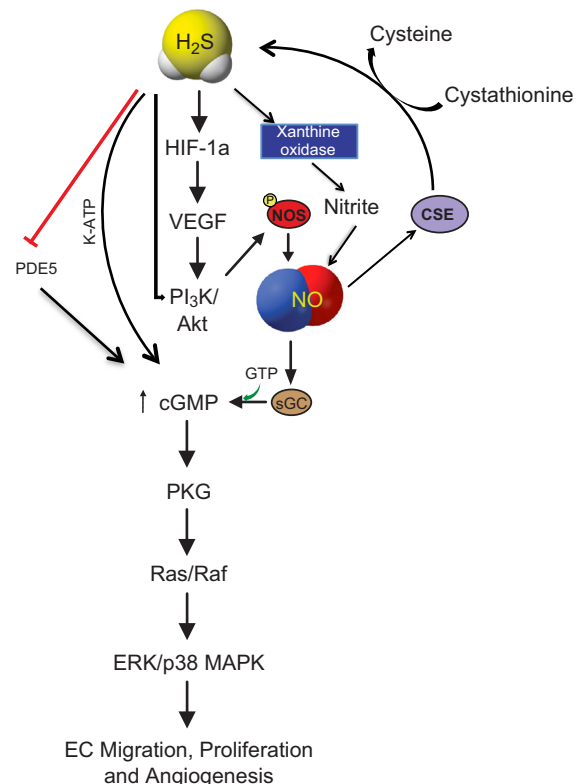 H₂S
Cysteine
Cystathionine
Xanthine
oxidase
HIF-1a
K-ATP
VEGF
P
NOS
Nitrite
CSE
PDE5
PI₃K/
Akt
NO
GTP
↑ cGMP
sGC
PKG
Ras/Raf
ERK/p38 MAPK
EC Migration, Proliferation
and Angiogenesis